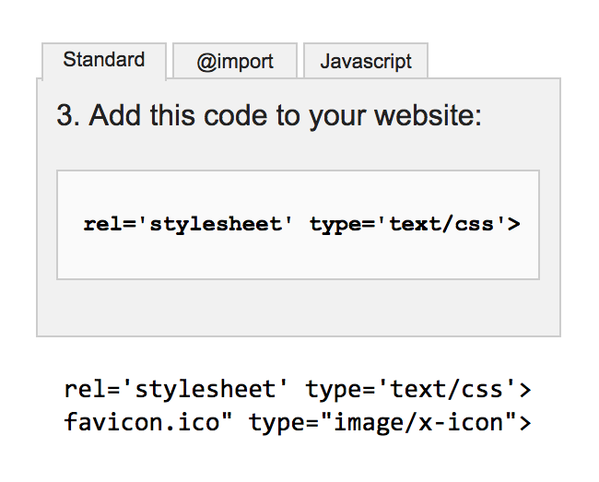 Standard @import Javascript
3. Add this code to your website:
rel='stylesheet' type='text/css'>
rel='stylesheet' type='text/css'>
favicon.ico" type="image/x-icon">